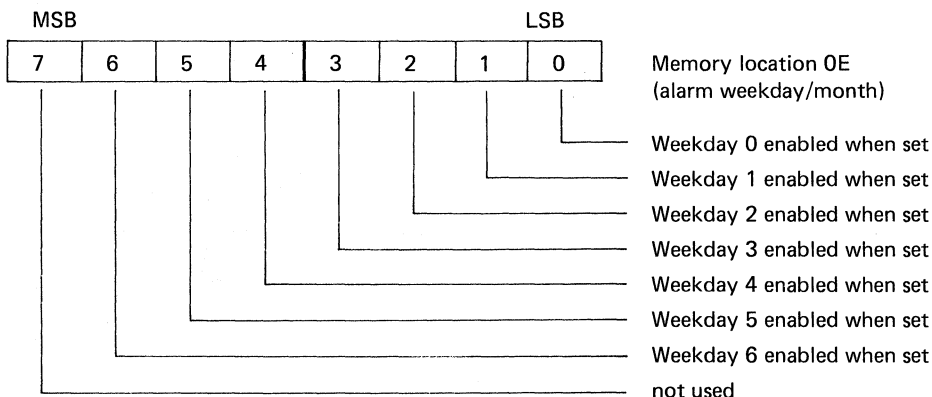 MSB LSB
7 6 5 4 3 2 1 0
Memory location 0E
(alarm weekday/month)
Weekday 0 enabled when set
Weekday 1 enabled when set
Weekday 2 enabled when set
Weekday 3 enabled when set
Weekday 4 enabled when set
Weekday 5 enabled when set
Weekday 6 enabled when set
not used